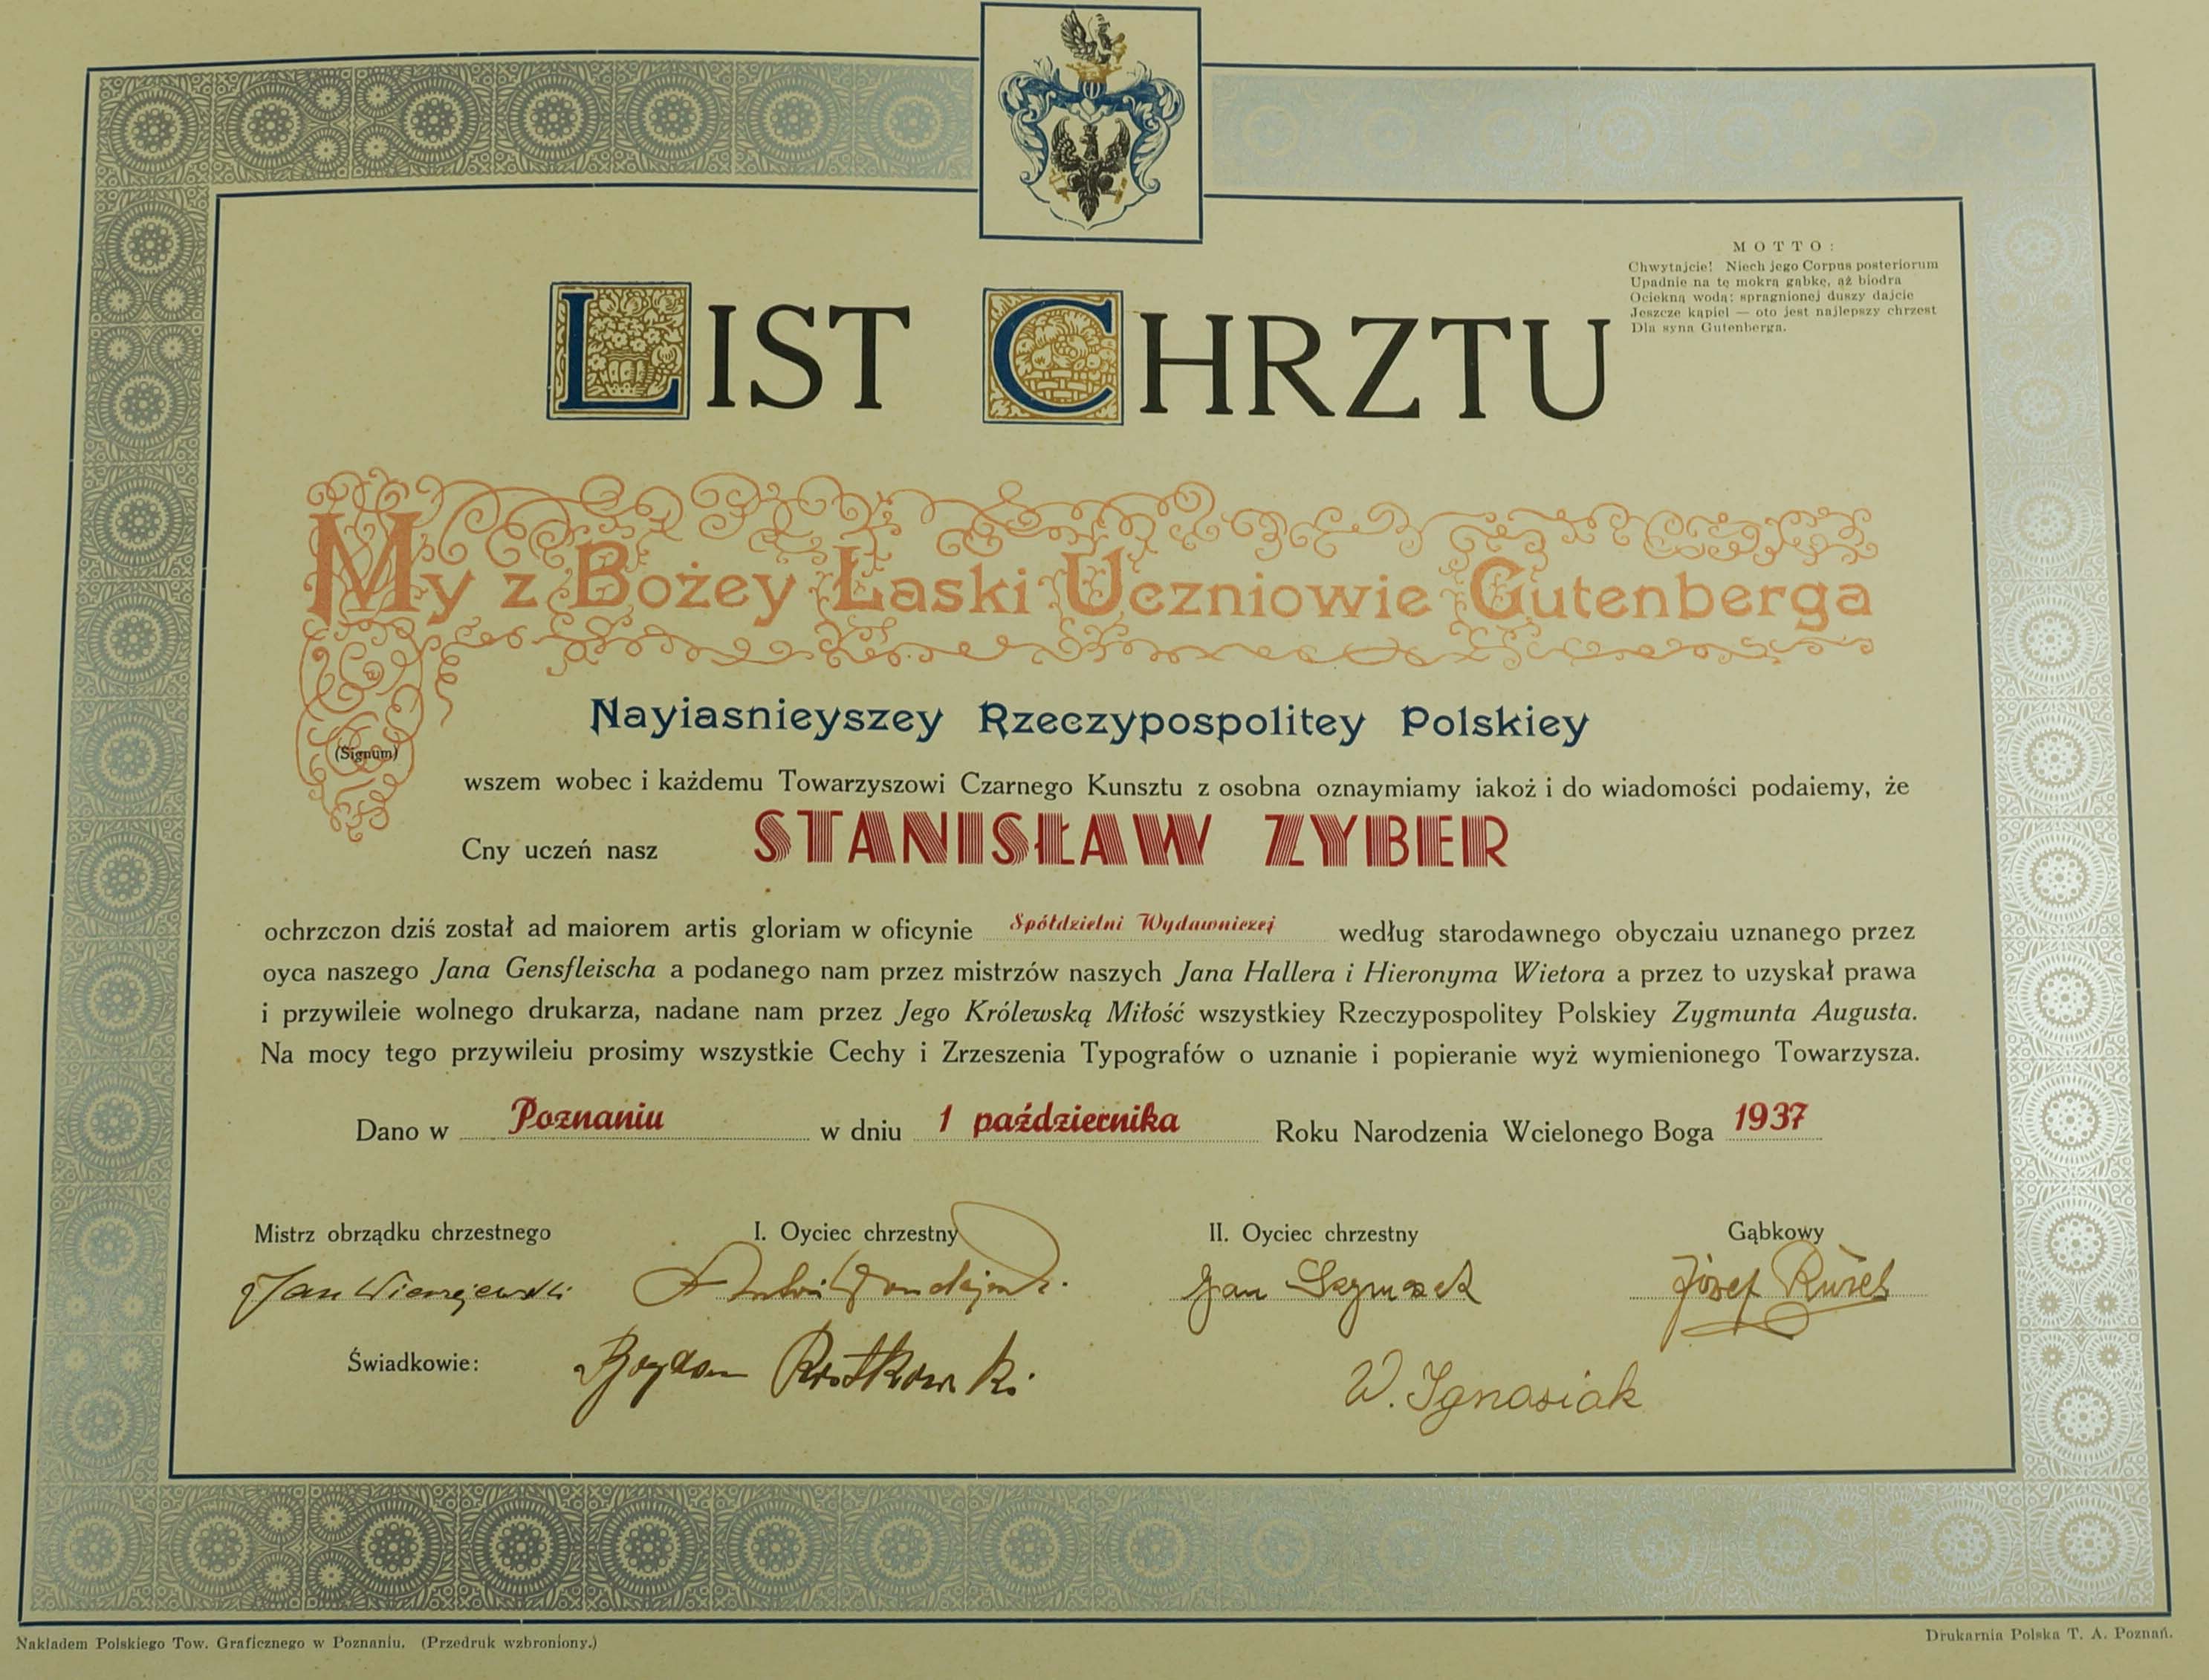 MOTTO:
Chwytajcie! Niech jego Corpus posteriorum
Upadnie na tę mokrą gąbkę, aż biodra
Ociekną wodą; spragnionej duszy dajcie
Jeszcze kąpiel — oto jest najlepszy chrzest
Dla syna Gutenberga.
LIST CHRZTU
My z Bożey Łaski Uczniowie Gutenberga
Nayiasnieyszey Rzeczypospolitey Polskiey
(Signum)
wszem wobec i każdemu Towarzyszowi Czarnego Kunsztu z osobna oznaymiamy iakoż i do wiadomości podaiemy, że
Cny uczeń nasz STANISŁAW ZYBER
ochrzczon dziś został ad maiorem artis gloriam w oficynie Spółdzielni Wydawniczej według starodawnego obyczaiu uznanego przez
oyca naszego Jana Gensfleischa a podanego nam przez mistrzów naszych Jana Hallera i Hieronyma Wietora a przez to uzyskał prawa
i przywileie wolnego drukarza, nadane nam przez Jego Królewską Miłość wszystkiey Rzeczypospolitey Polskiey Zygmunta Augusta.
Na mocy tego przywileiu prosimy wszystkie Cechy i Zrzeszenia Typografów o uznanie i popieranie wyż wymienionego Towarzysza.
Dano w Poznaniu w dniu 1 października Roku Narodzenia Wcielonego Boga 1937
Mistrz obrządku chrzestnego I. Oyciec chrzestny II. Oyciec chrzestny Gąbkowy
Jan Jan Józef
Świadkowie: Bogdan W. Ignasiak
Nakładem Polskiego Tow. Graficznego w Poznaniu. (Przedruk wzbroniony.)
Drukarnia Polska T. A. Poznań.